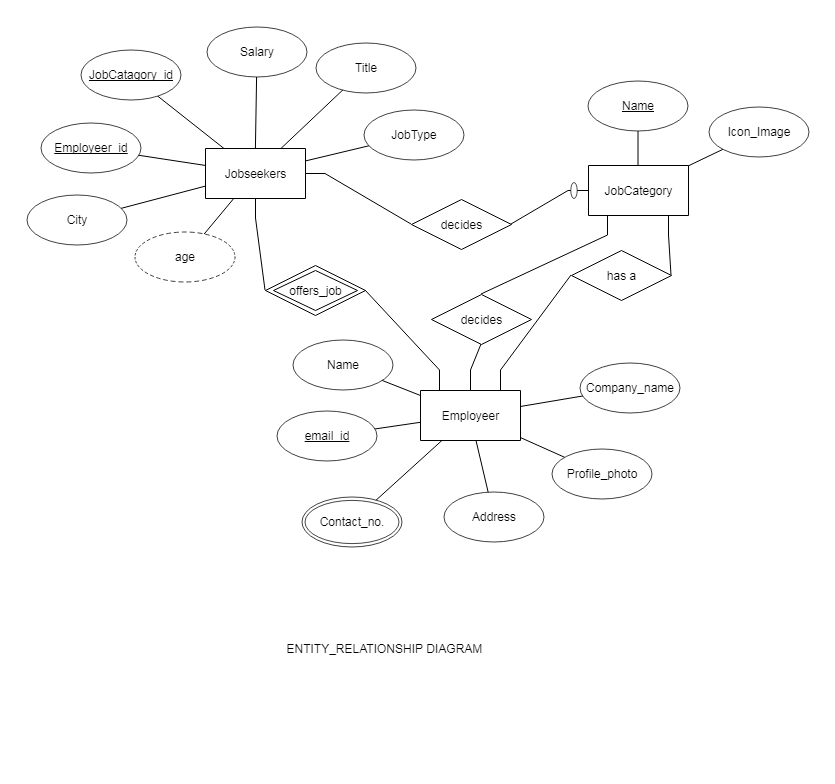 Salary
JobCatagory_id
Title
Name
Icon_Image
JobType
Employeer_id
Jobseekers
JobCategory
City
decides
age
has a
offers_job
decides
Name
Company_name
Employeer
email_id
Profile_photo
Contact_no.
Address
ENTITY_RELATIONSHIP DIAGRAM